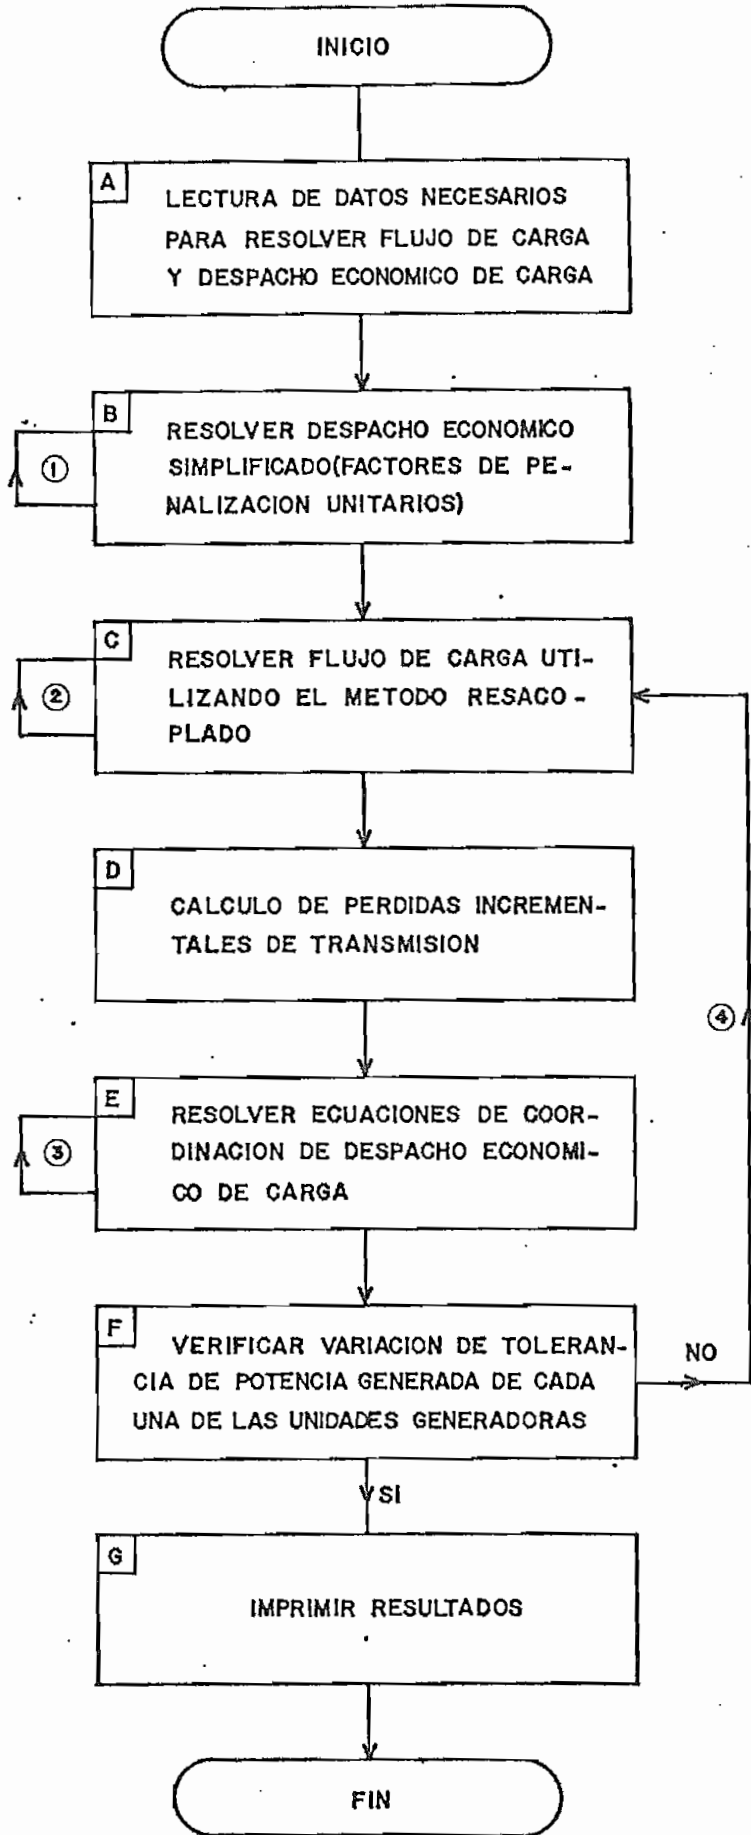 INICIO
A
LECTURA DE DATOS NECESARIOS
PARA RESOLVER FLUJO DE CARGA
Y DESPACHO ECONOMICO DE CARGA
B
RESOLVER DESPACHO ECONOMICO
SIMPLIFICADO(FACTORES DE PE-
NALIZACION UNITARIOS)
①
C
RESOLVER FLUJO DE CARGA UTI-
LIZANDO EL METODO RESACO-
PLADO
②
D
CALCULO DE PERDIDAS INCREMEN-
TALES DE TRANSMISION
④
E
RESOLVER ECUACIONES DE COOR-
DINACION DE DESPACHO ECONOMI-
CO DE CARGA
③
F
VERIFICAR VARIACION DE TOLERAN-
CIA DE POTENCIA GENERADA DE CADA
UNA DE LAS UNIDADES GENERADORAS
NO
SI
G
IMPRIMIR RESULTADOS
FIN